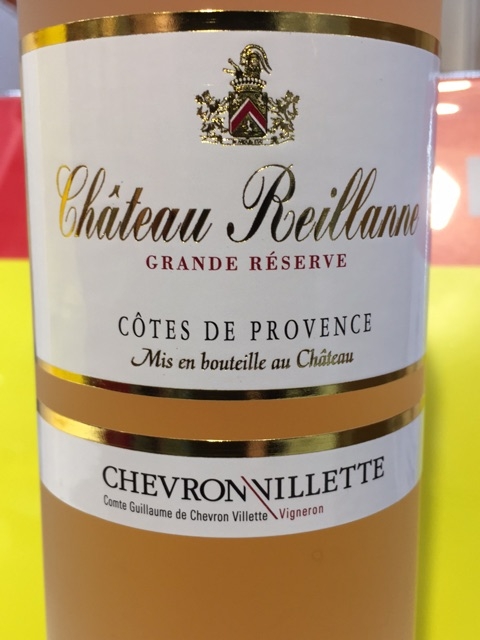 Château Reillanne
GRANDE RÉSERVE
CÔTES DE PROVENCE
Mis en bouteille au Château
CHEVRON VILLETTE
Comte Guillaume de Chevron Villette Vigneron